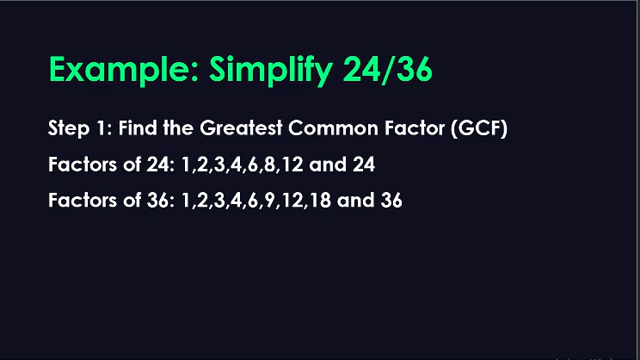 Example: Simplify 24/36
Step 1: Find the Greatest Common Factor (GCF)
Factors of 24: 1,2,3,4,6,8,12 and 24
Factors of 36: 1,2,3,4,6,9,12,18 and 36